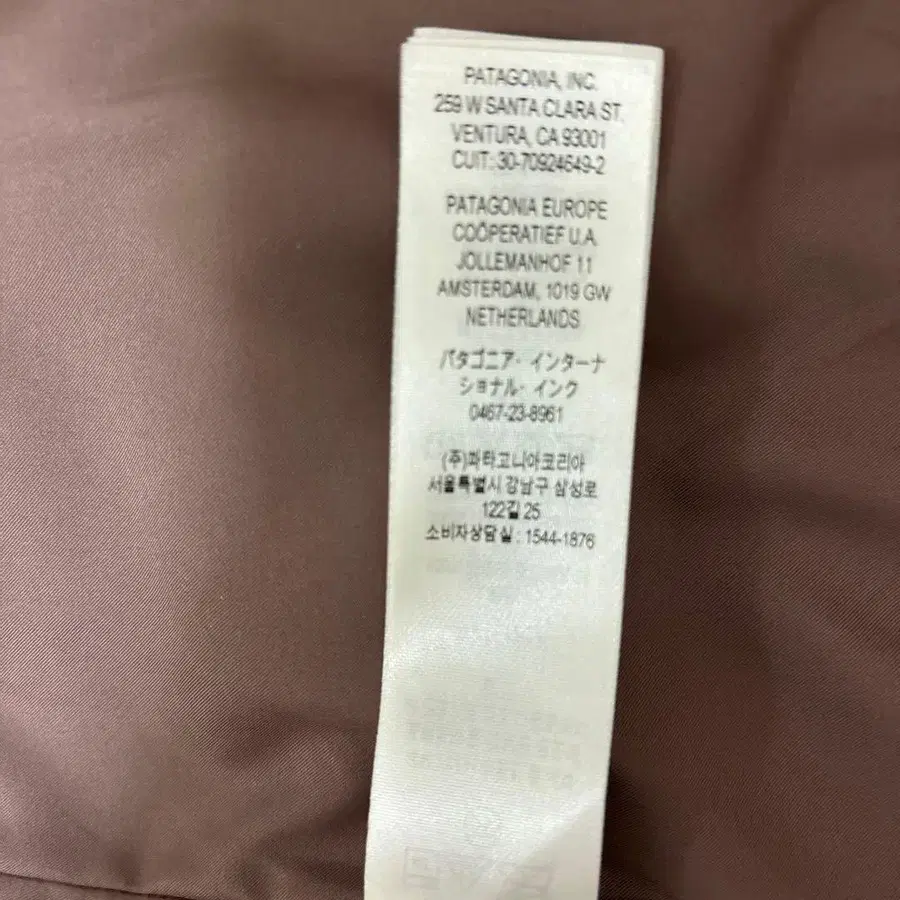 PATAGONIA, INC.
259 W SANTA CLARA ST.
VENTURA, CA 93001
CUIT: 30-70924649-2
PATAGONIA EUROPE
COÖPERATIEF U.A.
JOLLEMANHOF 11
AMSTERDAM, 1019 GW
NETHERLANDS
パタゴニア・インターナ
ショナル・インク
0467-23-8961
(주)파타고니아코리아
서울특별시 강남구 삼성로
122길 25
소비자상담실 : 1544-1876